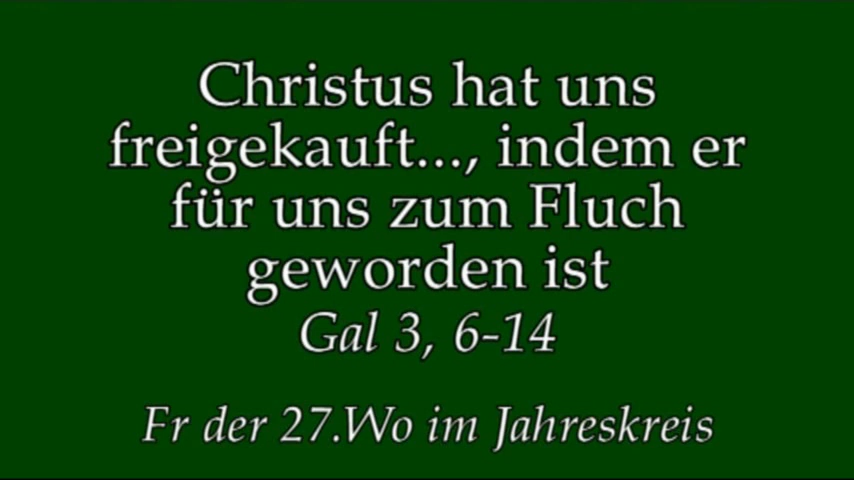 Christus hat uns
freigekauft..., indem er
für uns zum Fluch
geworden ist
Gal 3, 6-14
Fr der 27.Wo im Jahreskreis